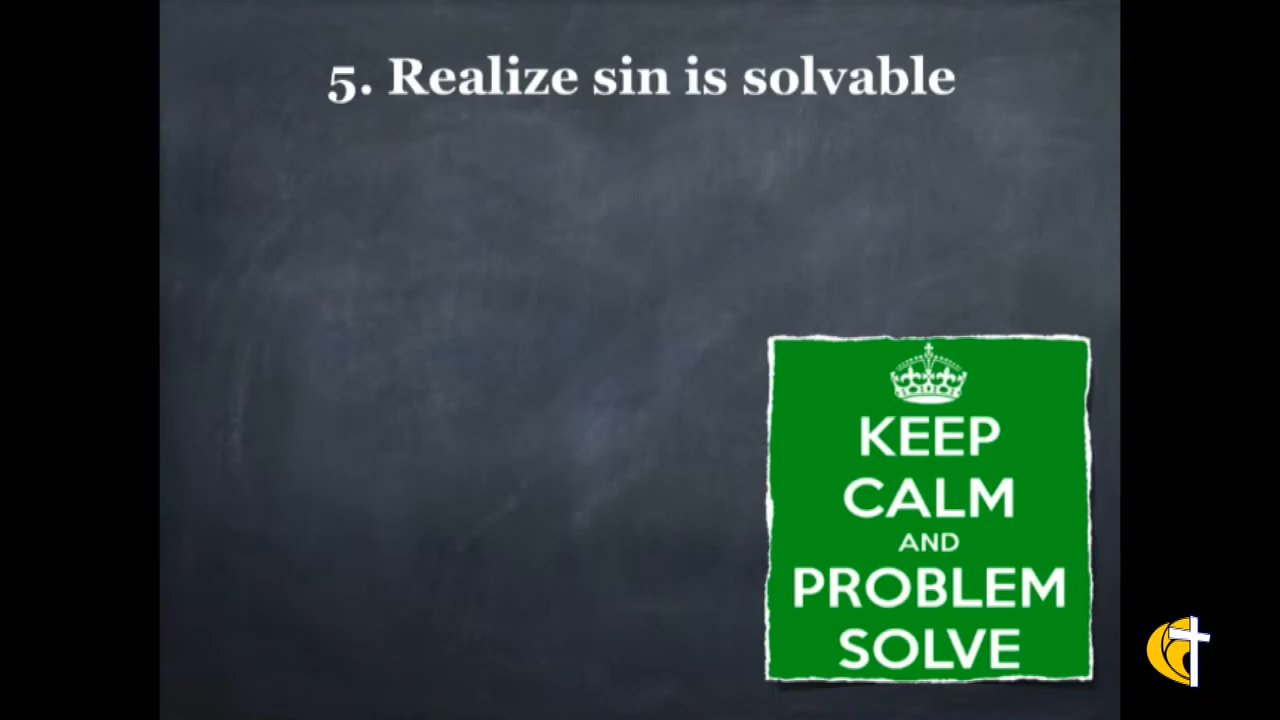 5. Realize sin is solvable
KEEP
CALM
AND
PROBLEM
SOLVE